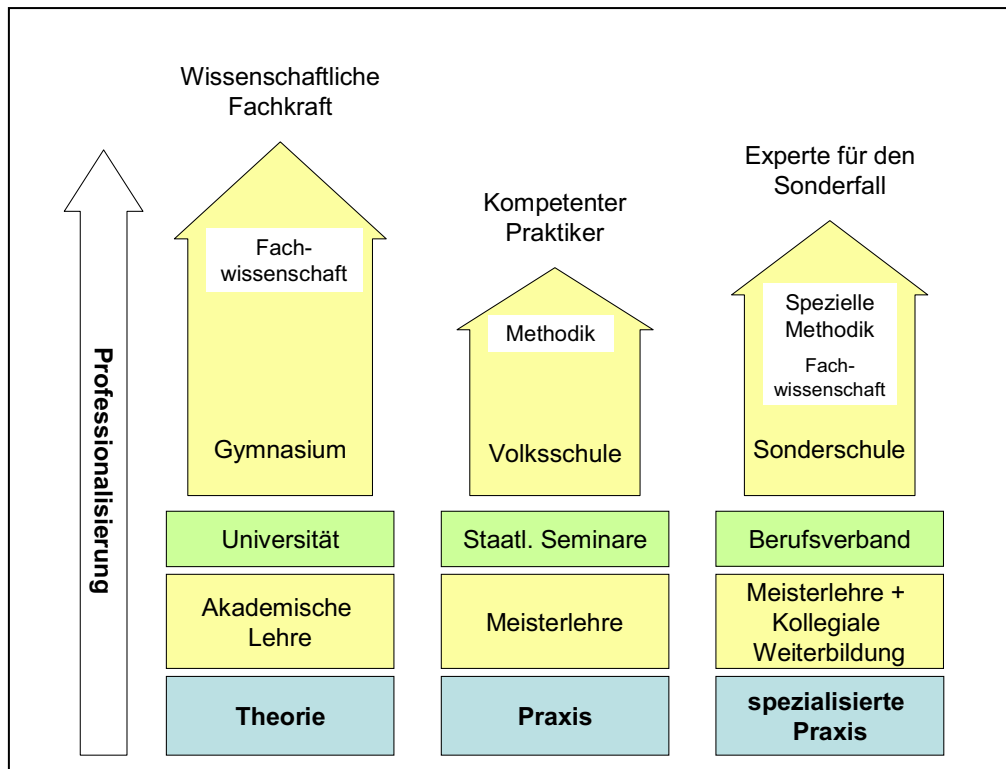 Professionalisierung
Wissenschaftliche
Fachkraft
Fach-
wissenschaft
Gymnasium
Universität
Akademische
Lehre
Theorie
Kompetenter
Praktiker
Methodik
Volksschule
Staatl. Seminare
Meisterlehre
Praxis
Experte für den
Sonderfall
Spezielle
Methodik
Fach-
wissenschaft
Sonderschule
Berufsverband
Meisterlehre +
Kollegiale
Weiterbildung
spezialisierte
Praxis